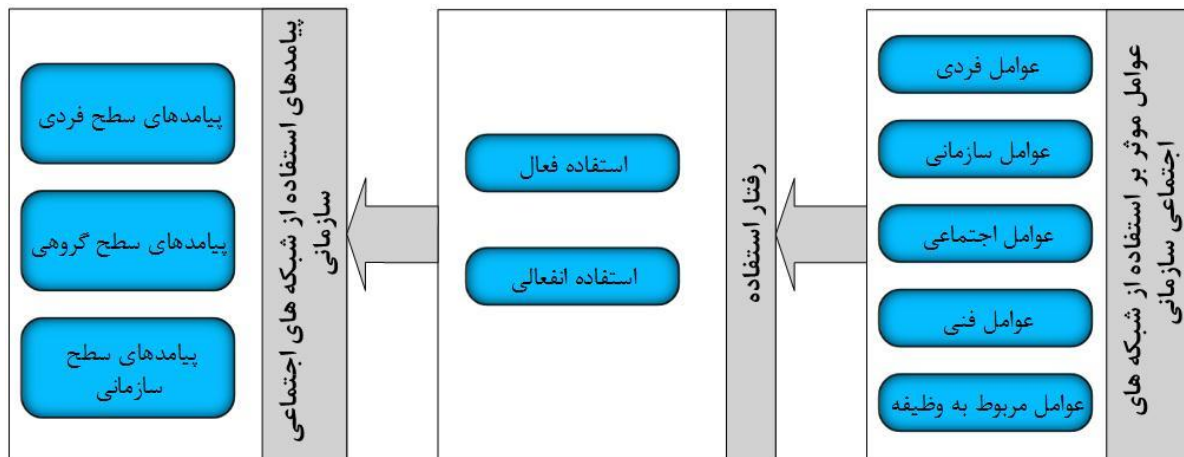 عوامل موثر بر استفاده از شبکه های
اجتماعی سازمانی
عوامل فردی
عوامل سازمانی
عوامل اجتماعی
عوامل فنی
عوامل مربوط به وظیفه
رفتار استفاده
استفاده فعال
استفاده انفعالی
پیامدهای استفاده از شبکه های اجتماعی
سازمانی
پیامدهای سطح فردی
پیامدهای سطح گروهی
پیامدهای سطح
سازمانی